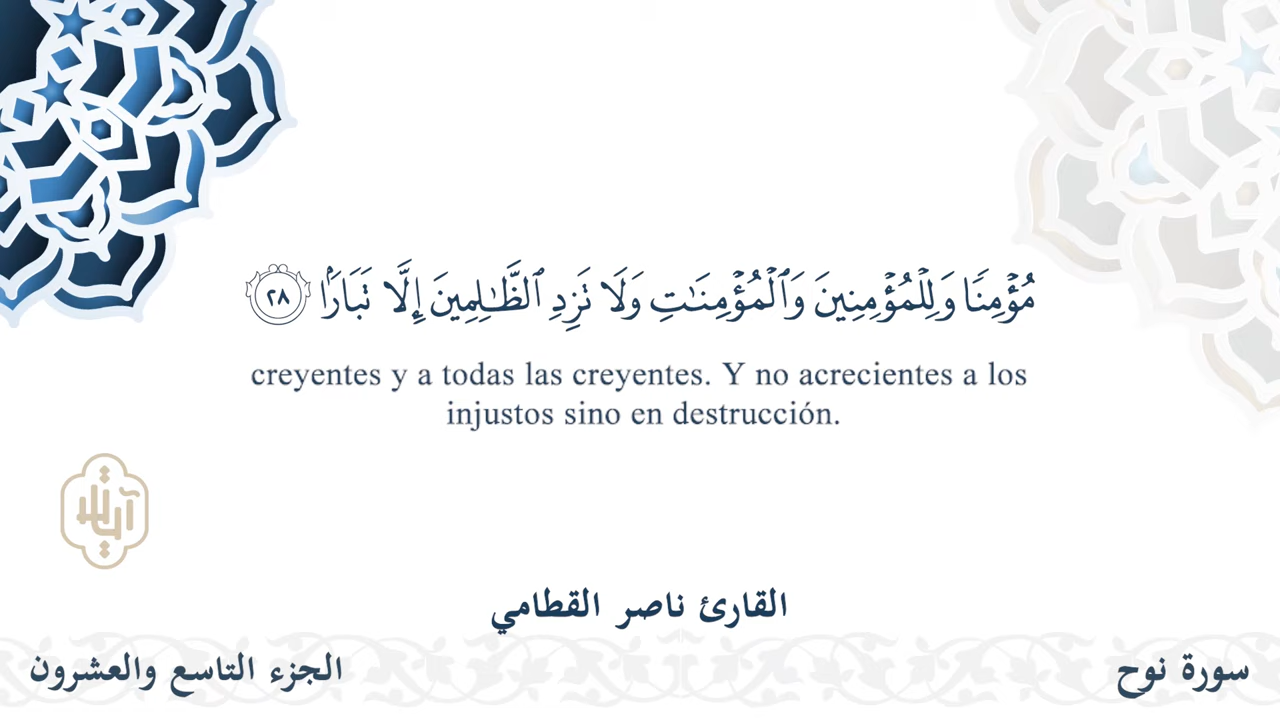 مُؤۡمِنٗا وَلِلۡمُؤۡمِنِينَ وَٱلۡمُؤۡمِنَٰتِۖ وَلَا تَزِدِ ٱلظَّٰلِمِينَ إِلَّا تَبَارَۢا ٢٨
creyentes y a todas las creyentes. Y no acrecientes a los
injustos sino en destrucción.
القارئ ناصر القطامي
سورة نوح
الجزء التاسع والعشرون